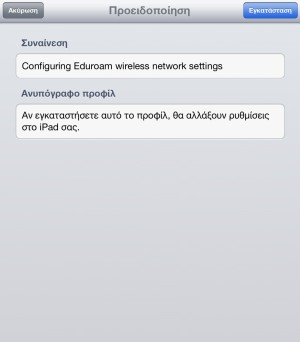 Ακύρωση Προειδοποίηση Εγκατάσταση
Συναίνεση
Configuring Eduroam wireless network settings
Ανυπόγραφο προφίλ
Αν εγκαταστήσετε αυτό το προφίλ, θα αλλάξουν ρυθμίσεις
στο iPad σας.